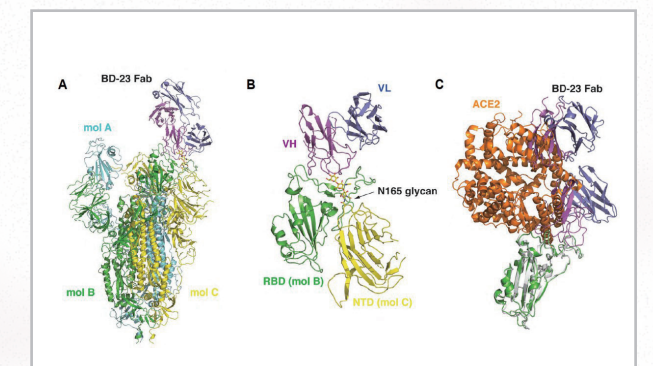 A
BD-23 Fab
mol A
mol B
mol C
B
VL
VH
N165 glycan
RBD (mol B)
NTD (mol C)
C
BD-23 Fab
ACE2